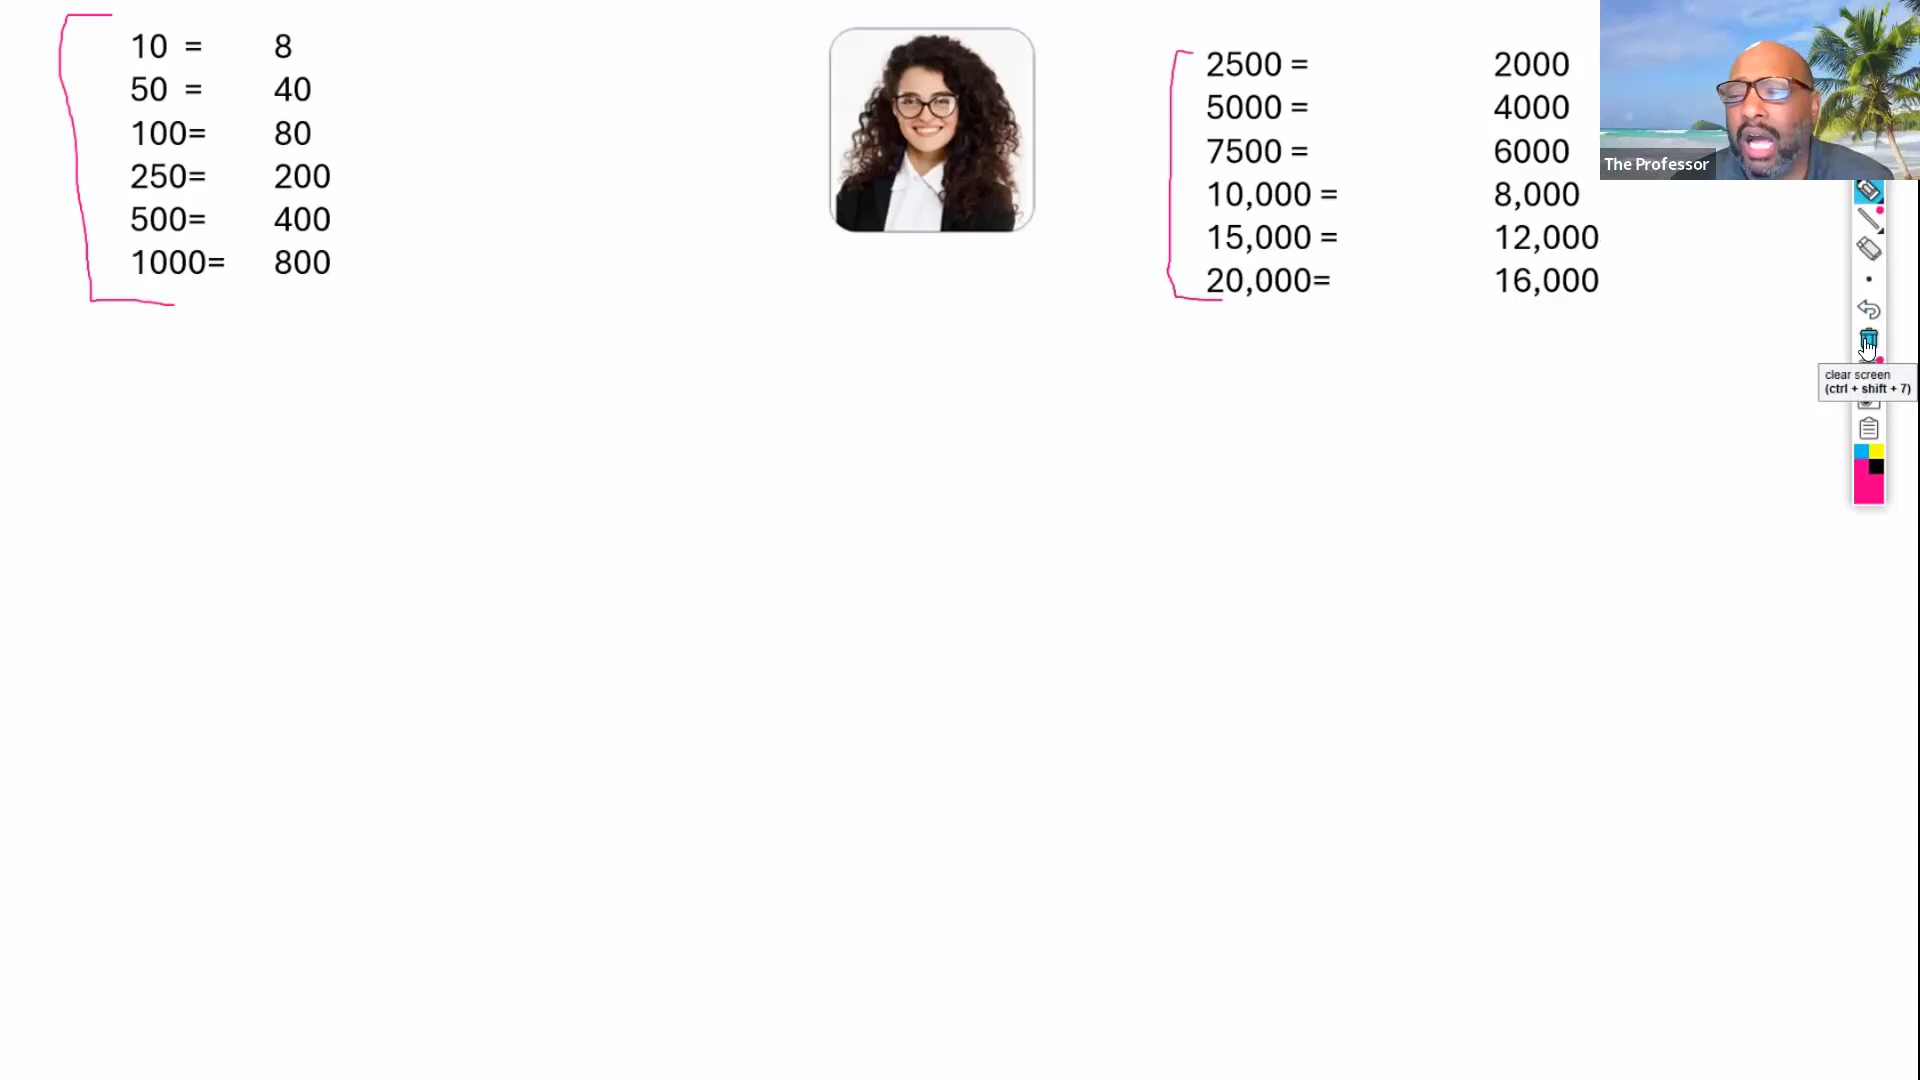 10 = 8
50 = 40
100= 80
250= 200
500= 400
1000= 800
2500 = 2000
5000 = 4000
7500 = 6000
10,000 = 8,000
15,000 = 12,000
20,000= 16,000
The Professor
clear screen
(ctrl + shift + 7)